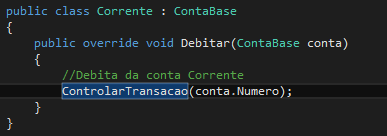 public class Corrente : ContaBase
{
public override void Debitar(ContaBase conta)
{
//Debita da conta Corrente
ControlarTransacao(conta.Numero);
}
}